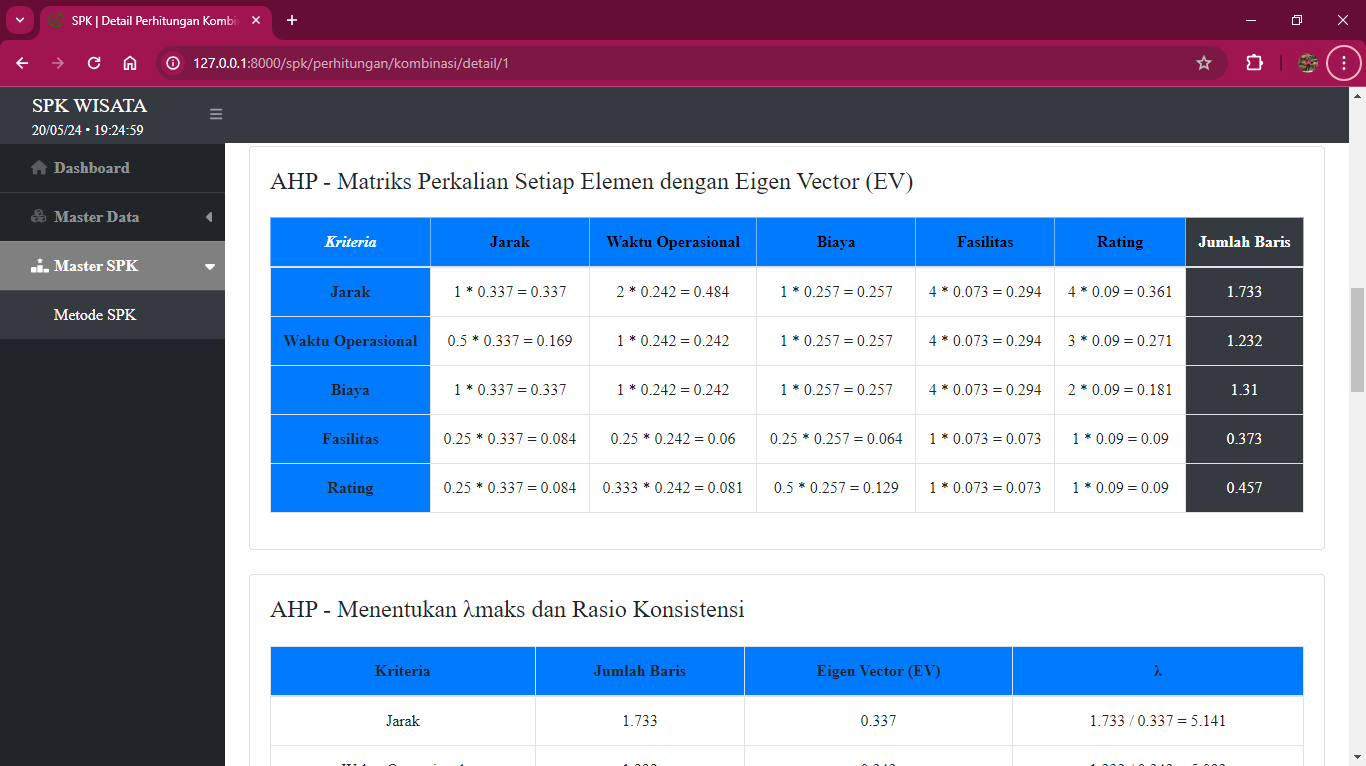 SPK | Detail Perhitungan Kombi
127.0.0.1:8000/spk/perhitungan/kombinasi/detail/1
SPK WISATA
20/05/24 • 19:24:59
Dashboard
Master Data
Master SPK
Metode SPK
AHP - Matriks Perkalian Setiap Elemen dengan Eigen Vector (EV)
Kriteria Jarak Waktu Operasional Biaya Fasilitas Rating Jumlah Baris
Jarak 1 * 0.337 = 0.337 2 * 0.242 = 0.484 1 * 0.257 = 0.257 4 * 0.073 = 0.294 4 * 0.09 = 0.361 1.733
Waktu Operasional 0.5 * 0.337 = 0.169 1 * 0.242 = 0.242 1 * 0.257 = 0.257 4 * 0.073 = 0.294 3 * 0.09 = 0.271 1.232
Biaya 1 * 0.337 = 0.337 1 * 0.242 = 0.242 1 * 0.257 = 0.257 4 * 0.073 = 0.294 2 * 0.09 = 0.181 1.31
Fasilitas 0.25 * 0.337 = 0.084 0.25 * 0.242 = 0.06 0.25 * 0.257 = 0.064 1 * 0.073 = 0.073 1 * 0.09 = 0.09 0.373
Rating 0.25 * 0.337 = 0.084 0.333 * 0.242 = 0.081 0.5 * 0.257 = 0.129 1 * 0.073 = 0.073 1 * 0.09 = 0.09 0.457
AHP - Menentukan λmaks dan Rasio Konsistensi
Kriteria Jumlah Baris Eigen Vector (EV) λ
Jarak 1.733 0.337 1.733 / 0.337 = 5.141